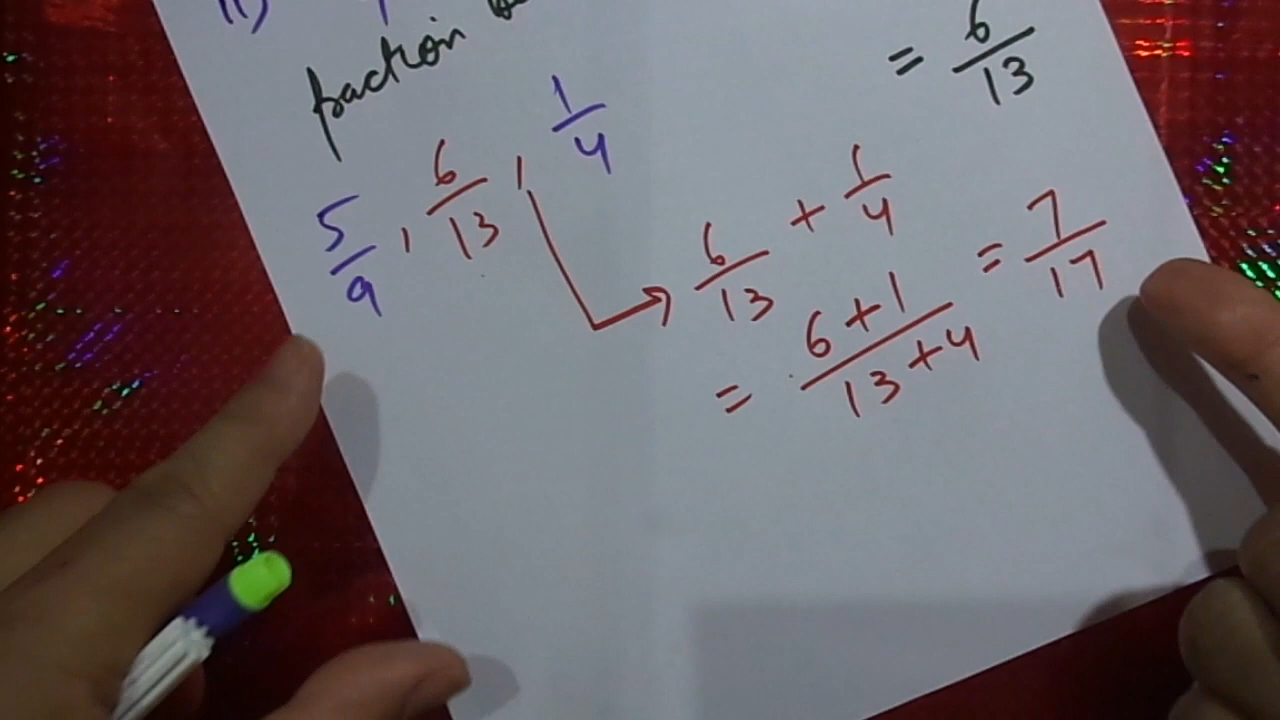 11)
fraction
= 6/13
5/9 , 6/13 , 1/4
6/13 + 1/4
= 6+1/13+4 = 7/17